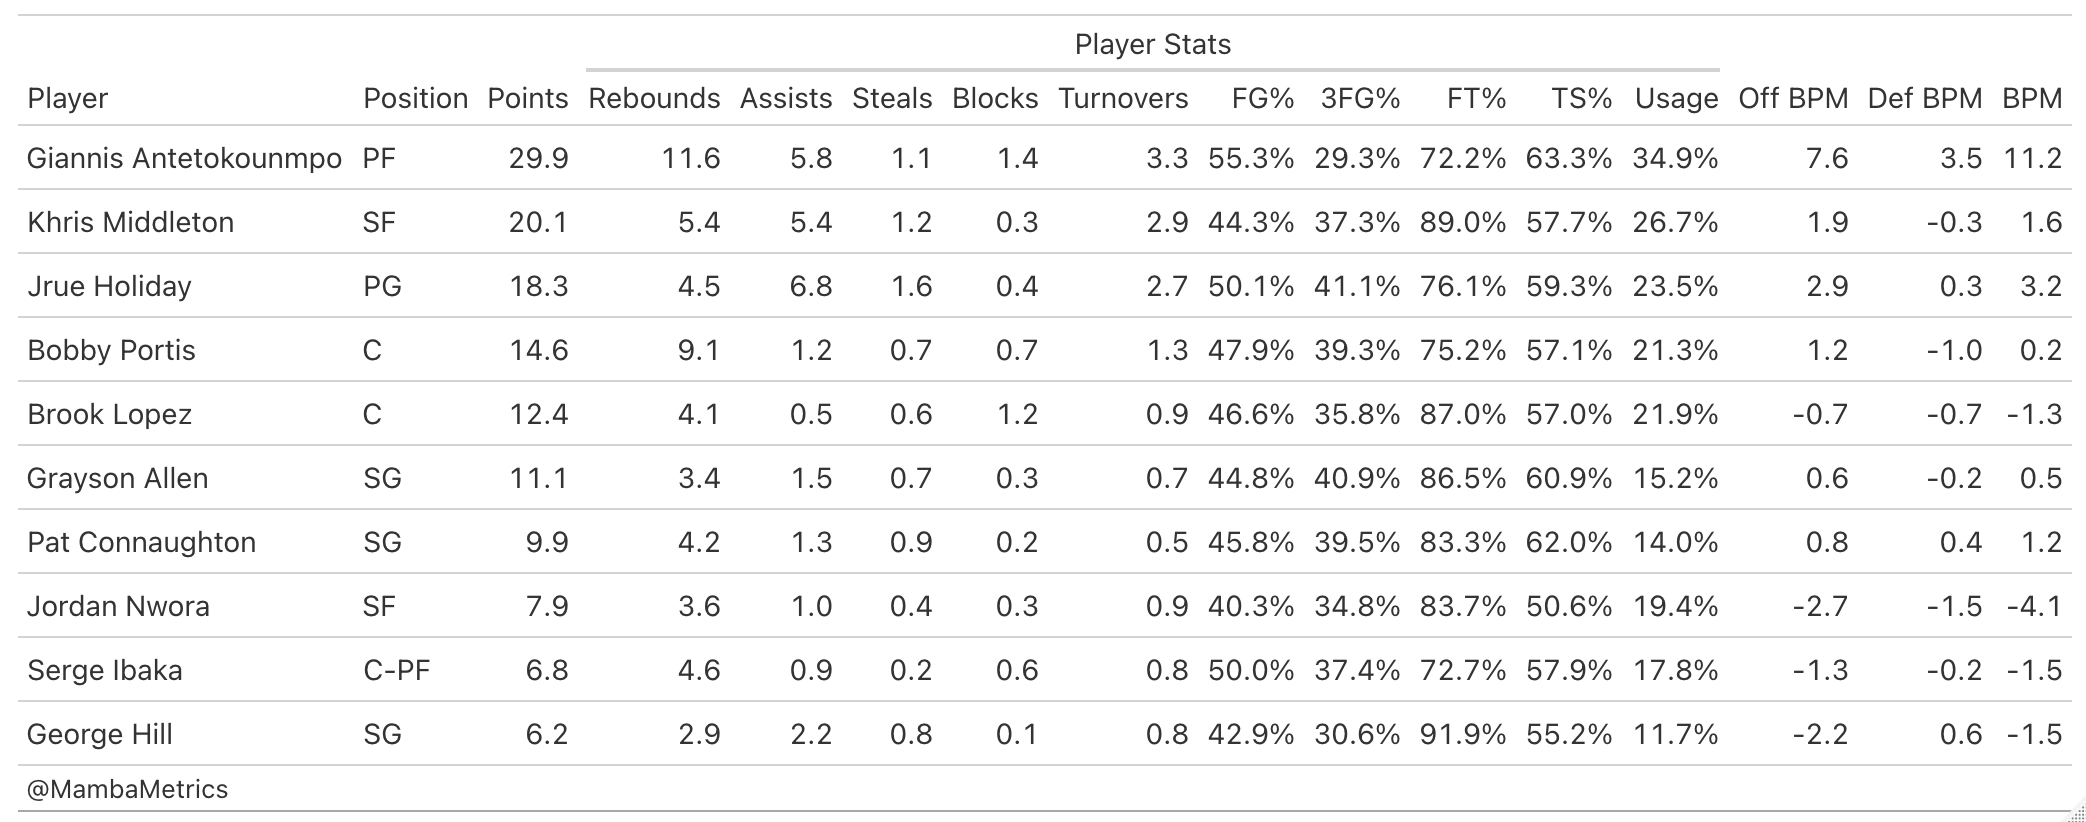 Player Stats
Player Position Points Rebounds Assists Steals Blocks Turnovers FG% 3FG% FT% TS% Usage Off BPM Def BPM BPM
Giannis Antetokounmpo PF 29.9 11.6 5.8 1.1 1.4 3.3 55.3% 29.3% 72.2% 63.3% 34.9% 7.6 3.5 11.2
Khris Middleton SF 20.1 5.4 5.4 1.2 0.3 2.9 44.3% 37.3% 89.0% 57.7% 26.7% 1.9 -0.3 1.6
Jrue Holiday PG 18.3 4.5 6.8 1.6 0.4 2.7 50.1% 41.1% 76.1% 59.3% 23.5% 2.9 0.3 3.2
Bobby Portis C 14.6 9.1 1.2 0.7 0.7 1.3 47.9% 39.3% 75.2% 57.1% 21.3% 1.2 -1.0 0.2
Brook Lopez C 12.4 4.1 0.5 0.6 1.2 0.9 46.6% 35.8% 87.0% 57.0% 21.9% -0.7 -0.7 -1.3
Grayson Allen SG 11.1 3.4 1.5 0.7 0.3 0.7 44.8% 40.9% 86.5% 60.9% 15.2% 0.6 -0.2 0.5
Pat Connaughton SG 9.9 4.2 1.3 0.9 0.2 0.5 45.8% 39.5% 83.3% 62.0% 14.0% 0.8 0.4 1.2
Jordan Nwora SF 7.9 3.6 1.0 0.4 0.3 0.9 40.3% 34.8% 83.7% 50.6% 19.4% -2.7 -1.5 -4.1
Serge Ibaka C-PF 6.8 4.6 0.9 0.2 0.6 0.8 50.0% 37.4% 72.7% 57.9% 17.8% -1.3 -0.2 -1.5
George Hill SG 6.2 2.9 2.2 0.8 0.1 0.8 42.9% 30.6% 91.9% 55.2% 11.7% -2.2 0.6 -1.5
@MambaMetrics